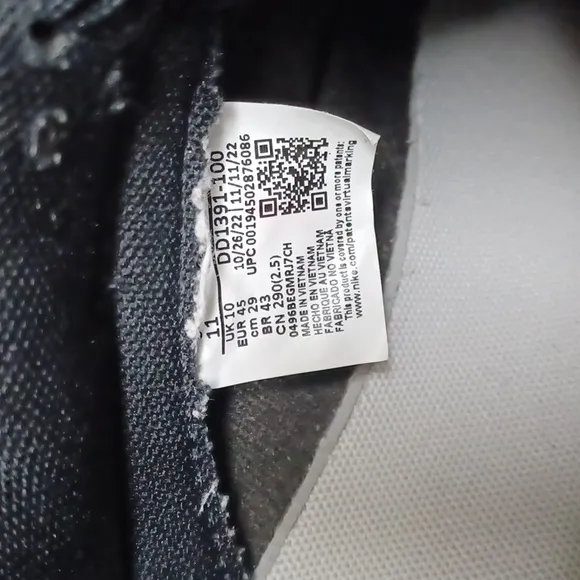 11 DD1391-100
UK 10 10/26/22 11/11/22
EUR 45 UPC 00194502876086
cm 29
BR 43
CN 290(2.5)
0496BEGMRJ7CH
MADE IN VIETNAM
HECHO EN VIETNAM
FABRIQUE AU VIETNAM
FABRICADO NO VIETNÃ
This product is covered by one or more patents:
www.nike.com/patentsvirtualmarking